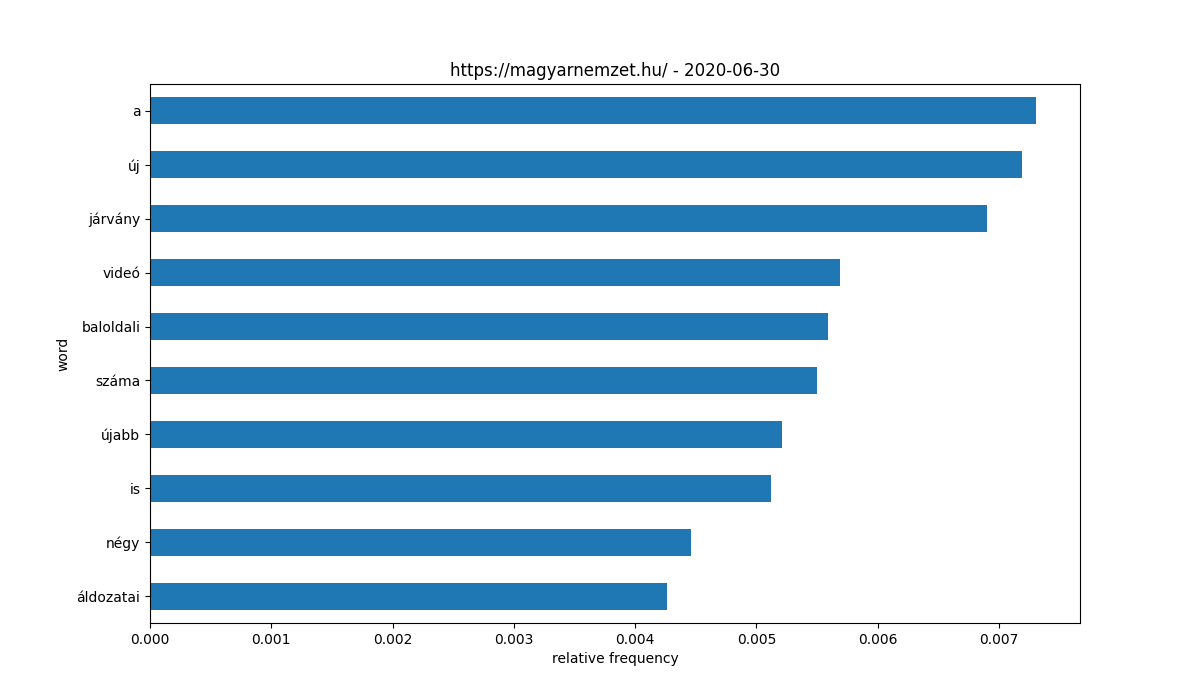 https://magyarnemzet.hu/ - 2020-06-30
a
új
járvány
videó
baloldali
száma
újabb
is
négy
áldozatai
word
0.000 0.001 0.002 0.003 0.004 0.005 0.006 0.007
relative frequency